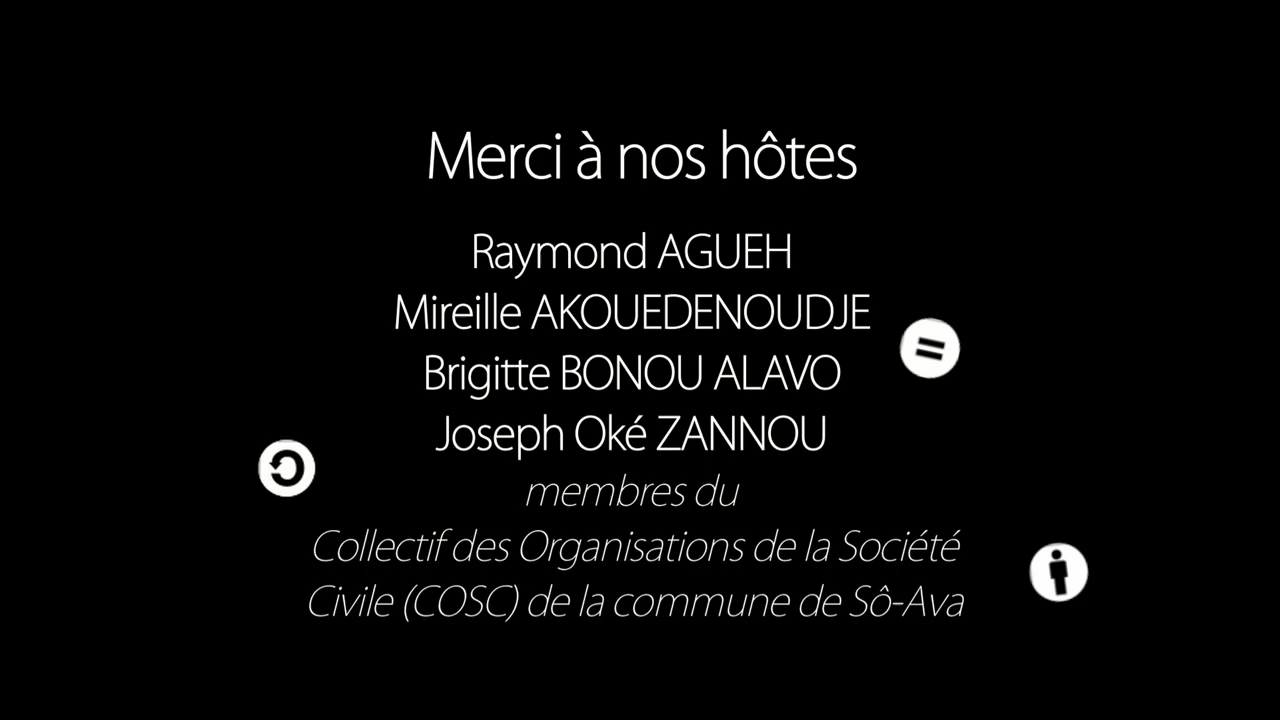 Merci à nos hôtes
Raymond AGUEH
Mireille AKOUEDENOUDJE
Brigitte BONOU ALAVO
Joseph Oké ZANNOU
membres du
Collectif des Organisations de la Société
Civile (COSC) de la commune de Sô-Ava